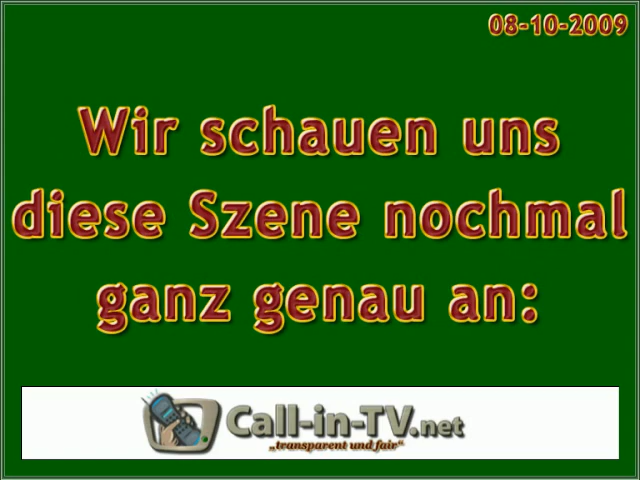 08-10-2009
Wir schauen uns
diese Szene nochmal
ganz genau an:
Call-in-TV.net
„transparent und fair“